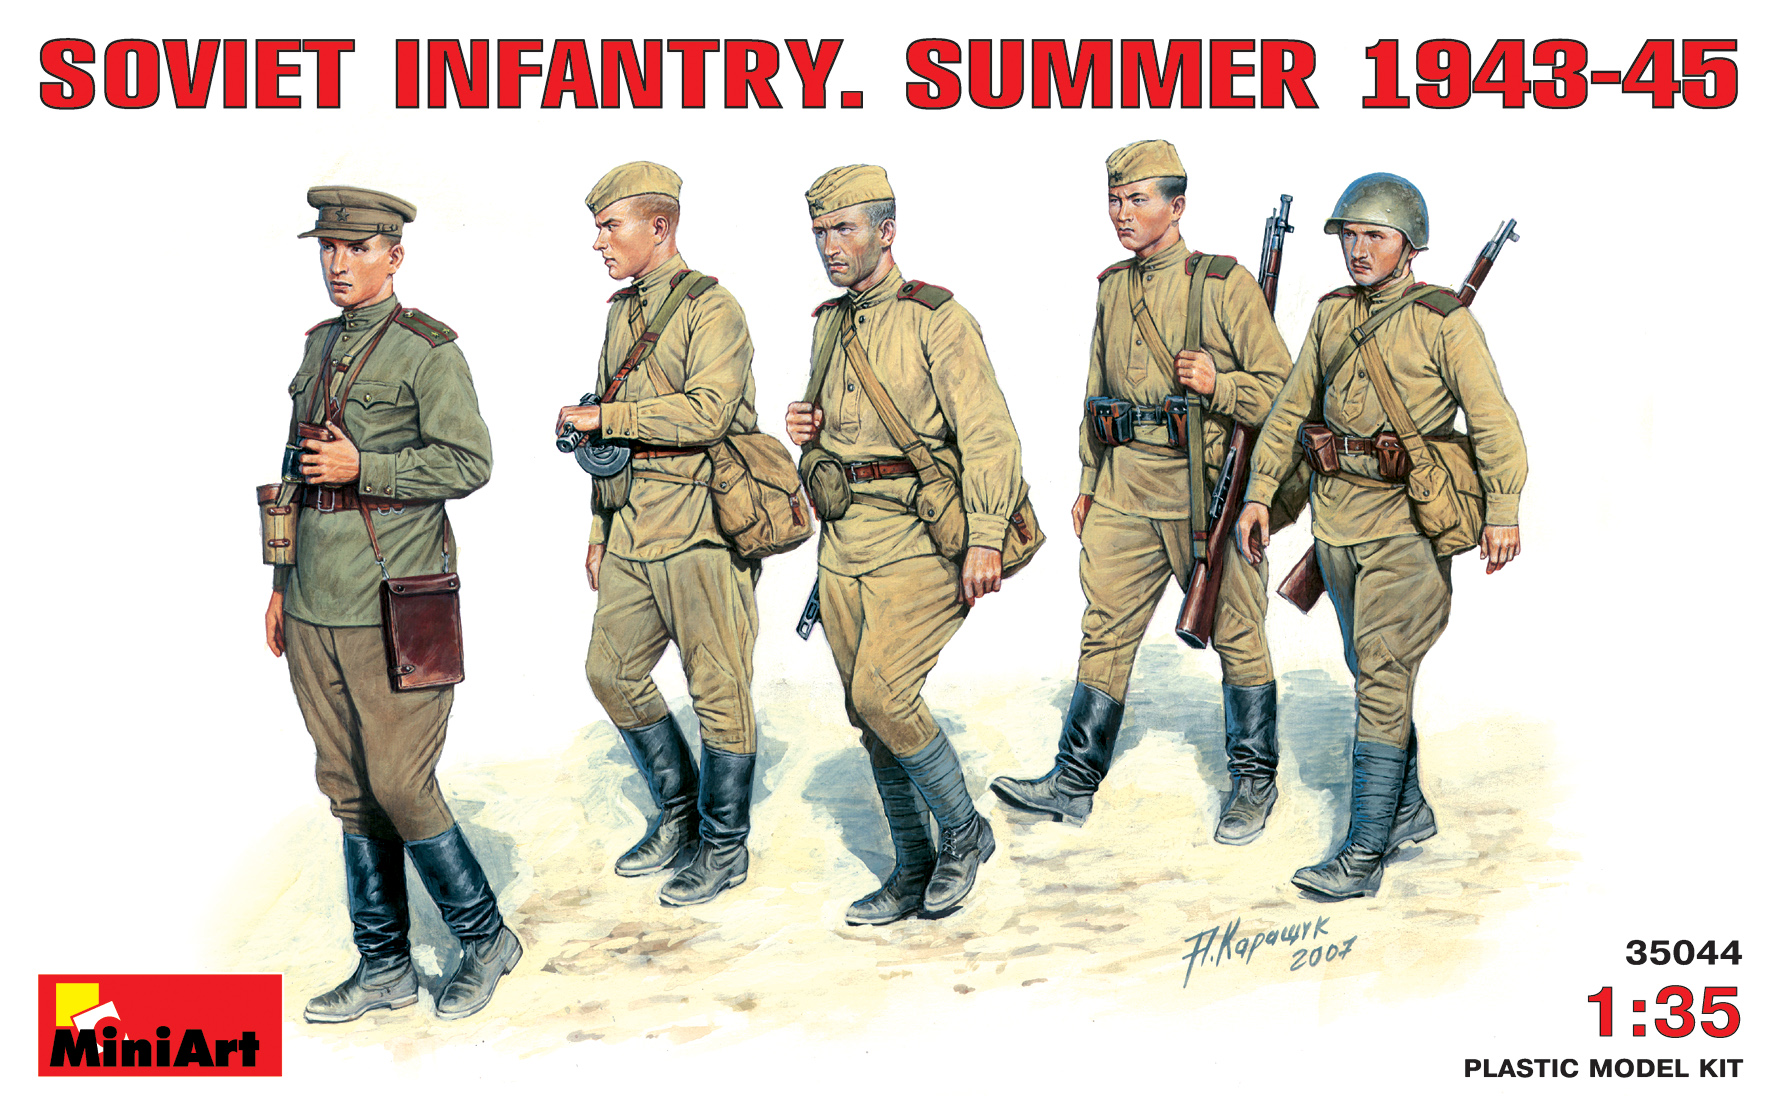 SOVIET INFANTRY. SUMMER 1943-45
А.Каращук
2007
35044
1:35
PLASTIC MODEL KIT
MiniArt